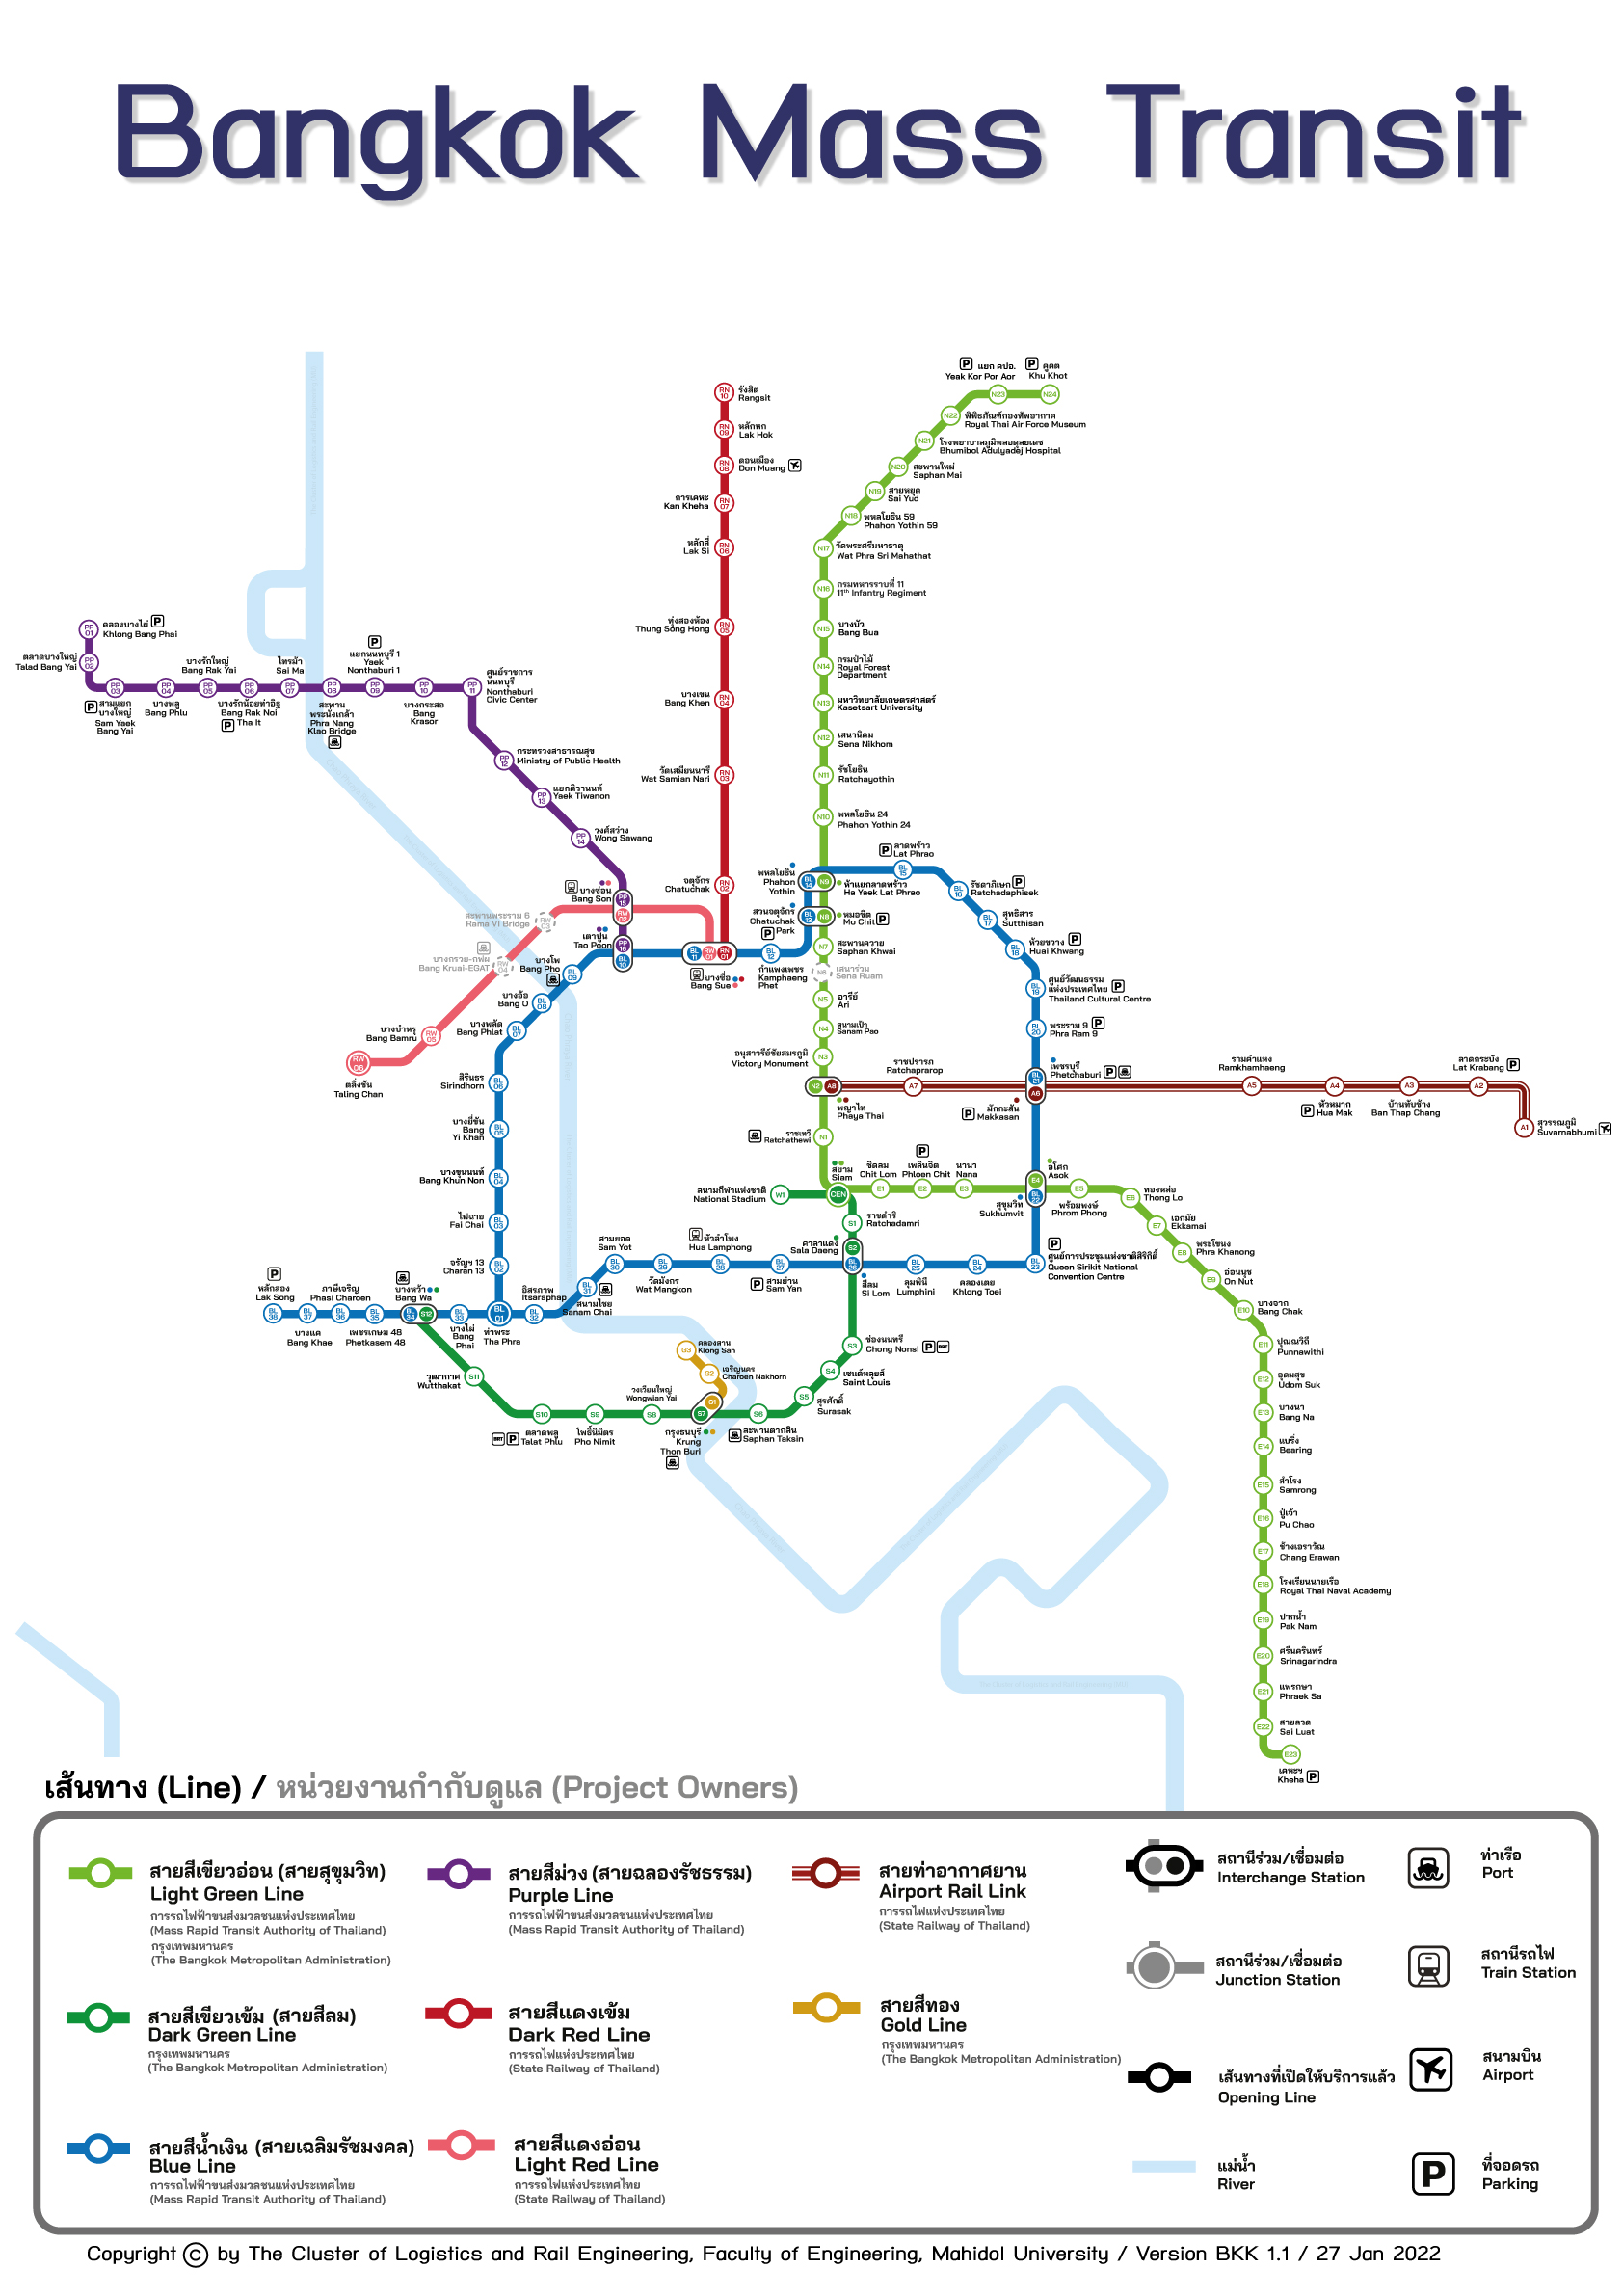 Bangkok Mass Transit
P แยก คปอ.
Yeak Kor Por Aor
P คูคต
Khu Khot
N23
N24
N22
พิพิธภัณฑ์กองทัพอากาศ
Royal Thai Air Force Museum
N21
โรงพยาบาลภูมิพลอดุลยเดช
Bhumibol Adulyadej Hospital
N20
สะพานใหม่
Saphan Mai
N19
สายหยุด
Sai Yud
N18
พหลโยธิน 59
Phahon Yothin 59
N17
วัดพระศรีมหาธาตุ
Wat Phra Sri Mahathat
N16
กรมทหารราบที่ 11
11th Infantry Regiment
N15
บางบัว
Bang Bua
N14
กรมป่าไม้
Royal Forest
Department
N13
มหาวิทยาลัยเกษตรศาสตร์
Kasetsart University
N12
เสนานิคม
Sena Nikhom
N11
รัชโยธิน
Ratchayothin
N10
พหลโยธิน 24
Phahon Yothin 24
N9
ห้าแยกลาดพร้าว
Ha Yaek Lat Phrao
N8
หมอชิต
Mo Chit P
N7
สะพานควาย
Saphan Khwai
N6
เสนาร่วม
Sena Ruam
N5
อารีย์
Ari
N4
สนามเป้า
Sanam Pao
N3
อนุสาวรีย์ชัยสมรภูมิ
Victory Monument
N2
A8
พญาไท
Phaya Thai
N1
ราชเทวี
Ratchathewi
สยาม
Siam
CEN
RN 10
รังสิต
Rangsit
RN 09
หลักหก
Lak Hok
RN 08
ดอนเมือง
Don Muang
RN 07
การเคหะ
Kan Kheha
RN 06
หลักสี่
Lak Si
RN 05
ทุ่งสองห้อง
Thung Song Hong
RN 04
บางเขน
Bang Khen
RN 03
วัดเสมียนนารี
Wat Samian Nari
RN 02
จตุจักร
Chatuchak
BL 11
RW 01
RN 01
บางซื่อ
Bang Sue
PP 01
คลองบางไผ่ P
Khlong Bang Phai
PP 02
ตลาดบางใหญ่
Talad Bang Yai
PP 03
P สามแยก
บางใหญ่
Sam Yaek
Bang Yai
PP 04
บางพลู
Bang Phlu
PP 05
บางรักใหญ่
Bang Rak Yai
PP 06
บางรักน้อยท่าอิฐ
Bang Rak Noi
P Tha It
PP 07
ไทรม้า
Sai Ma
PP 08
สะพาน
พระนั่งเกล้า
Phra Nang
Klao Bridge
PP 09
P
แยกนนทบุรี 1
Yaek
Nonthaburi 1
PP 10
บางกระสอ
Bang
Krasor
PP 11
ศูนย์ราชการ
นนทบุรี
Nonthaburi
Civic Center
PP 12
กระทรวงสาธารณสุข
Ministry of Public Health
PP 13
แยกติวานนท์
Yaek Tiwanon
PP 14
วงศ์สว่าง
Wong Sawang
PP 15
RW 02
บางซ่อน
Bang Son
PP 16
BL 10
เตาปูน
Tao Poon
RW 03
สะพานพระราม 6
Rama VI Bridge
RW 04
บางกรวย-กฟผ
Bang Kruai-EGAT
RW 05
บางบำหรุ
Bang Bamru
RW 06
ตลิ่งชัน
Taling Chan
BL 09
บางโพ
Bang Pho
BL 08
บางอ้อ
Bang O
BL 07
บางพลัด
Bang Phlat
BL 06
สิรินธร
Sirindhorn
BL 05
บางยี่ขัน
Bang
Yi Khan
BL 04
บางขุนนนท์
Bang Khun Non
BL 03
ไฟฉาย
Fai Chai
BL 02
จรัญฯ 13
Charan 13
BL 01
ท่าพระ
Tha Phra
BL 12
กำแพงเพชร
Kamphaeng
Phet
P
BL 13
สวนจตุจักร
Chatuchak
Park
BL 14
พหลโยธิน
Phahon
Yothin
BL 15
P ลาดพร้าว
Lat Phrao
BL 16
รัชดาภิเษก P
Ratchadaphisek
BL 17
สุทธิสาร
Sutthisan
BL 18
ห้วยขวาง P
Huai Khwang
BL 19
ศูนย์วัฒนธรรม
แห่งประเทศไทย P
Thailand Cultural Centre
BL 20
พระราม 9 P
Phra Ram 9
BL 21
เพชรบุรี
Phetchaburi P
A6
มักกะสัน
P Makkasan
A7
ราชปรารภ
Ratchaprarop
A5
รามคำแหง
Ramkhamhaeng
A4
หัวหมาก
P Hua Mak
A3
บ้านทับช้าง
Ban Thap Chang
A2
ลาดกระบัง
Lat Krabang P
A1
สุวรรณภูมิ
Suvarnabhumi
W1
สนามกีฬาแห่งชาติ
National Stadium
E1
ชิดลม
Chit Lom
E2
P
เพลินจิต
Phloen Chit
E3
นานา
Nana
E4
อโศก
Asok
BL 22
สุขุมวิท
Sukhumvit
E5
พร้อมพงษ์
Phrom Phong
E6
ทองหล่อ
Thong Lo
E7
เอกมัย
Ekkamai
E8
พระโขนง
Phra Khanong
E9
อ่อนนุช
On Nut
E10
บางจาก
Bang Chak
E11
ปุณณวิถี
Punnawithi
E12
อุดมสุข
Udom Suk
E13
บางนา
Bang Na
E14
แบริ่ง
Bearing
E15
สำโรง
Samrong
E16
ปู่เจ้า
Pu Chao
E17
ช้างเอราวัณ
Chang Erawan
E18
โรงเรียนนายเรือ
Royal Thai Naval Academy
E19
ปากน้ำ
Pak Nam
E20
ศรีนครินทร์
Srinagarindra
E21
แพรกษา
Phraek Sa
E22
สายลวด
Sai Luat
E23
เคหะฯ
Kheha P
S1
ราชดำริ
Ratchadamri
S2
ศาลาแดง
Sala Daeng
BL 26
สีลม
Si Lom
BL 25
ลุมพินี
Lumphini
BL 24
คลองเตย
Khlong Toei
BL 23
P
ศูนย์การประชุมแห่งชาติสิริกิติ์
Queen Sirikit National
Convention Centre
BL 27
สามย่าน
P Sam Yan
BL 28
หัวลำโพง
Hua Lamphong
BL 29
วัดมังกร
Wat Mangkon
BL 30
สามยอด
Sam Yot
BL 31
สนามไชย
Sanam Chai
BL 32
อิสรภาพ
Itsaraphap
BL 33
บางไผ่
Bang
Phai
BL 34
S12
บางหว้า
Bang Wa
BL 35
เพชรเกษม 48
Phetkasem 48
BL 36
ภาษีเจริญ
Phasi Charoen
BL 37
บางแค
Bang Khae
BL 38
P
หลักสอง
Lak Song
S11
วุฒากาศ
Wutthakat
S10
BRT P ตลาดพลู
Talat Phlu
S9
โพธิ์นิมิตร
Pho Nimit
S8
วงเวียนใหญ่
Wongwian Yai
S7
G1
กรุงธนบุรี
Krung
Thon Buri
G2
เจริญนคร
Charoen Nakhorn
G3
คลองสาน
Klong San
S6
สะพานตากสิน
Saphan Taksin
S5
สุรศักดิ์
Surasak
S4
เซนต์หลุยส์
Saint Louis
S3
ช่องนนทรี
Chong Nonsi P BRT
เส้นทาง (Line) / หน่วยงานกำกับดูแล (Project Owners)
สายสีเขียวอ่อน (สายสุขุมวิท)
Light Green Line
การรถไฟฟ้าขนส่งมวลชนแห่งประเทศไทย
(Mass Rapid Transit Authority of Thailand)
กรุงเทพมหานคร
(The Bangkok Metropolitan Administration)
สายสีเขียวเข้ม (สายสีลม)
Dark Green Line
กรุงเทพมหานคร
(The Bangkok Metropolitan Administration)
สายสีน้ำเงิน (สายเฉลิมรัชมงคล)
Blue Line
การรถไฟฟ้าขนส่งมวลชนแห่งประเทศไทย
(Mass Rapid Transit Authority of Thailand)
สายสีม่วง (สายฉลองรัชธรรม)
Purple Line
การรถไฟฟ้าขนส่งมวลชนแห่งประเทศไทย
(Mass Rapid Transit Authority of Thailand)
สายสีแดงเข้ม
Dark Red Line
การรถไฟแห่งประเทศไทย
(State Railway of Thailand)
สายสีแดงอ่อน
Light Red Line
การรถไฟแห่งประเทศไทย
(State Railway of Thailand)
สายท่าอากาศยาน
Airport Rail Link
การรถไฟแห่งประเทศไทย
(State Railway of Thailand)
สายสีทอง
Gold Line
กรุงเทพมหานคร
(The Bangkok Metropolitan Administration)
สถานีร่วม/เชื่อมต่อ
Interchange Station
สถานีร่วม/เชื่อมต่อ
Junction Station
เส้นทางที่เปิดให้บริการแล้ว
Opening Line
แม่น้ำ
River
ท่าเรือ
Port
สถานีรถไฟ
Train Station
สนามบิน
Airport
P
ที่จอดรถ
Parking
Copyright © by The Cluster of Logistics and Rail Engineering, Faculty of Engineering, Mahidol University / Version BKK 1.1 / 27 Jan 2022